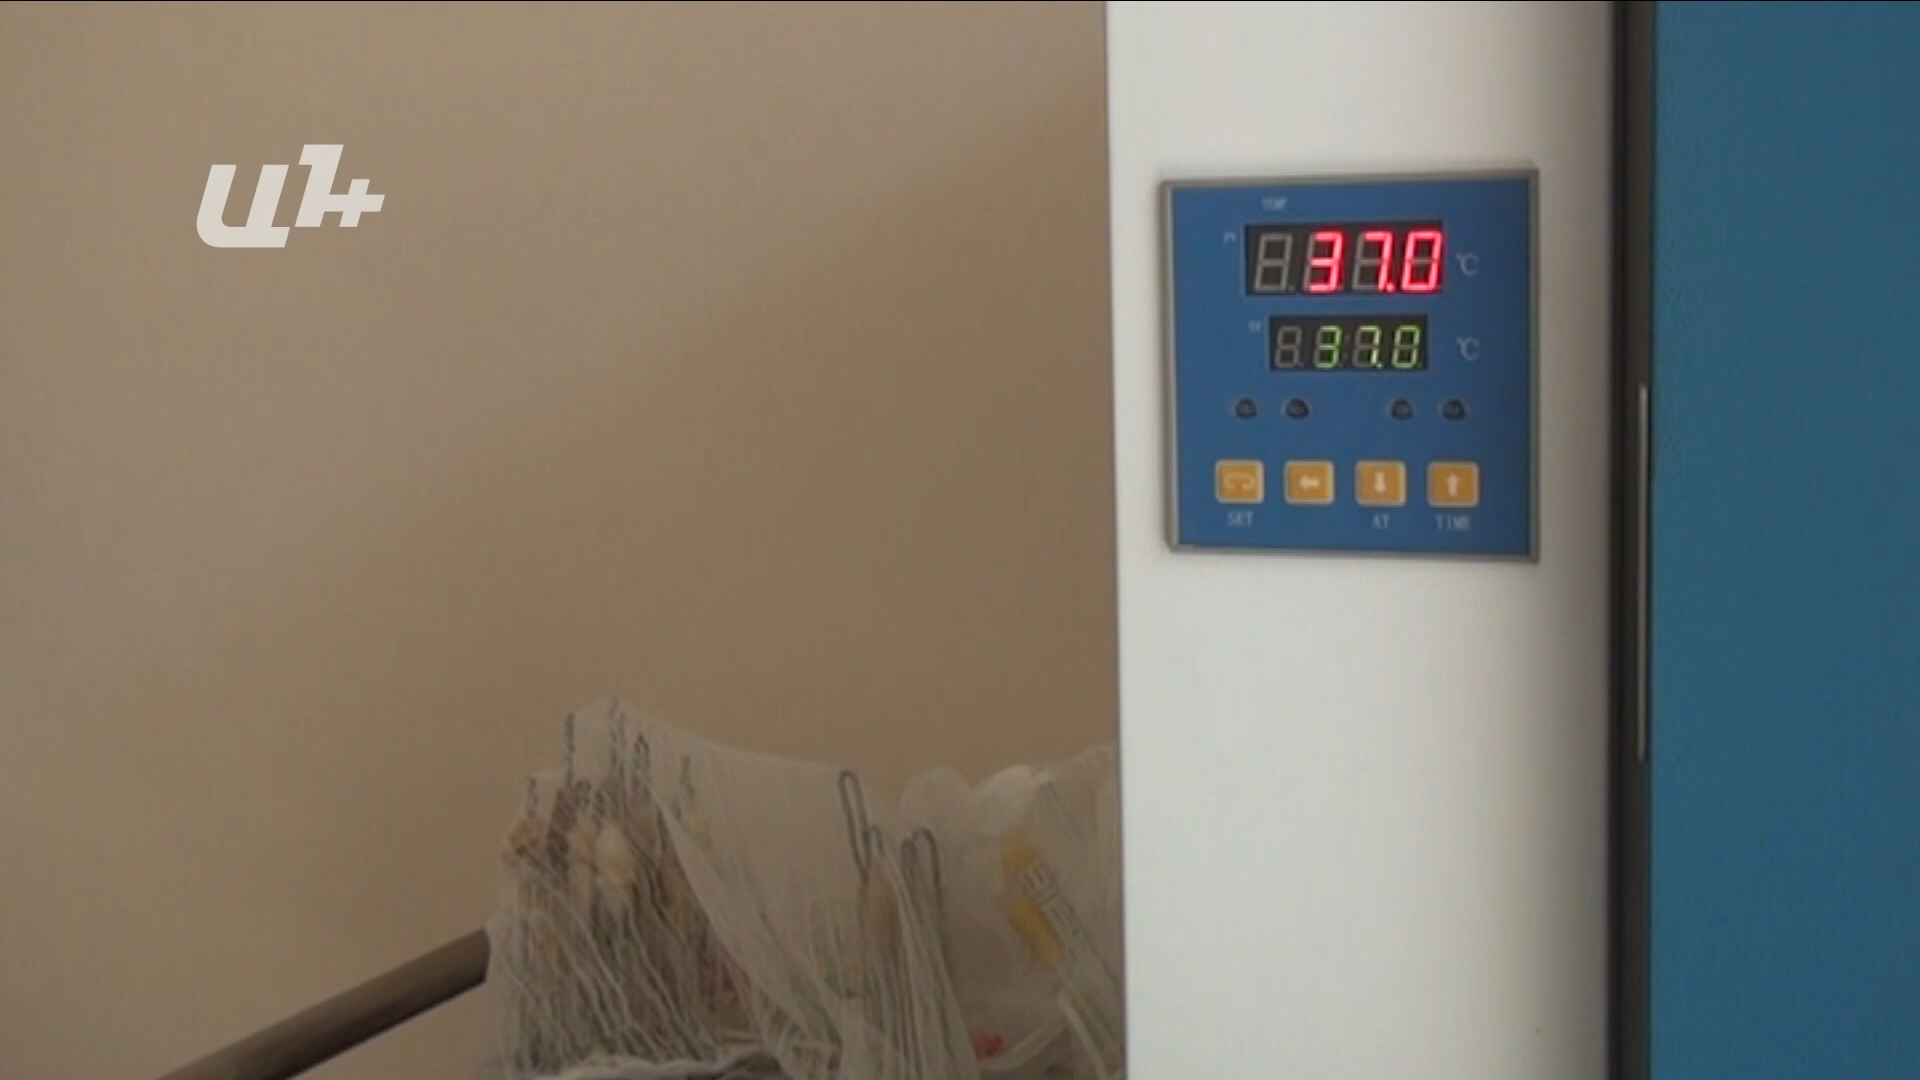 Ա1+
TEMP
PV 37.0 ℃
SV 37.0 ℃
SET AT TIME